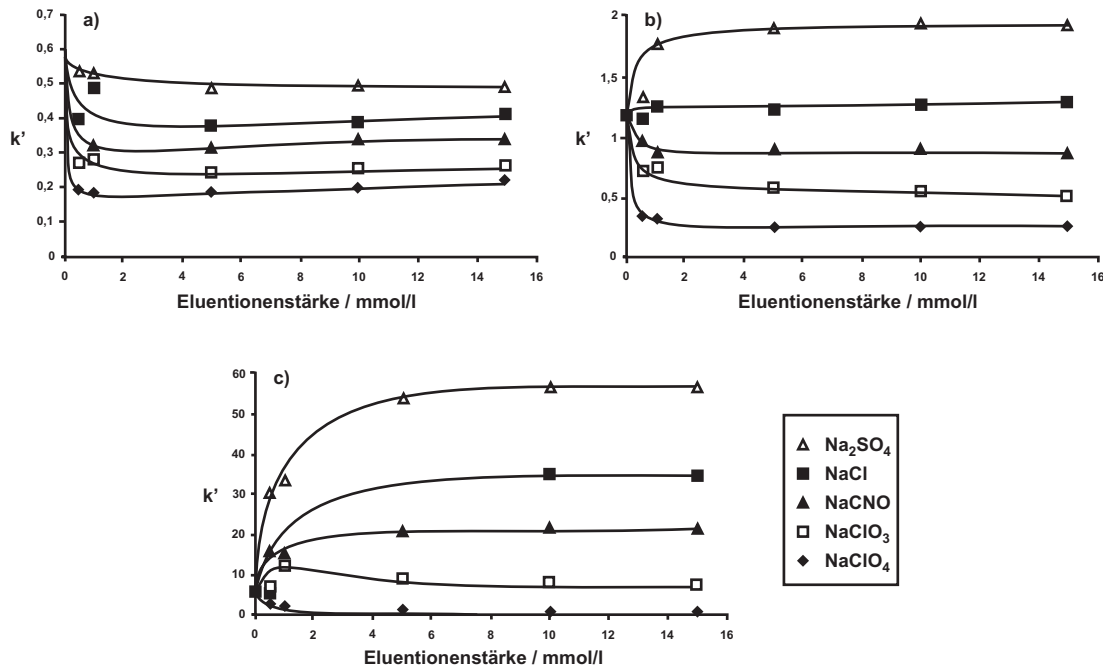 a)
0,7
0,6
0,5
0,4
k’
0,3
0,2
0,1
0
0 2 4 6 8 10 12 14 16
Eluentionenstärke / mmol/l
b)
2
1,5
k’
1
0,5
0
0 2 4 6 8 10 12 14 16
Eluentionenstärke / mmol/l
c)
60
50
40
30
k’
20
10
0
0 2 4 6 8 10 12 14 16
Eluentionenstärke / mmol/l
Na₂SO₄
NaCl
NaCNO
NaClO₃
NaClO₄